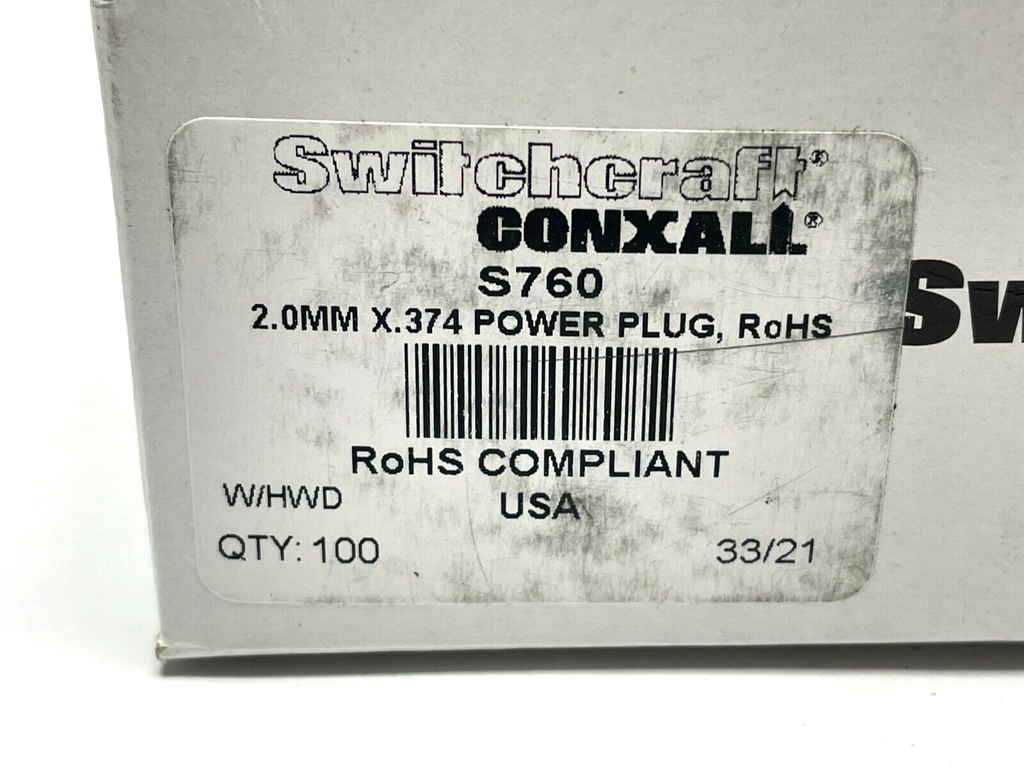 Switchcraft®
CONXALL®
S760
2.0MM X.374 POWER PLUG, RoHS
RoHS COMPLIANT
W/HWD USA
QTY: 100 33/21
Sw